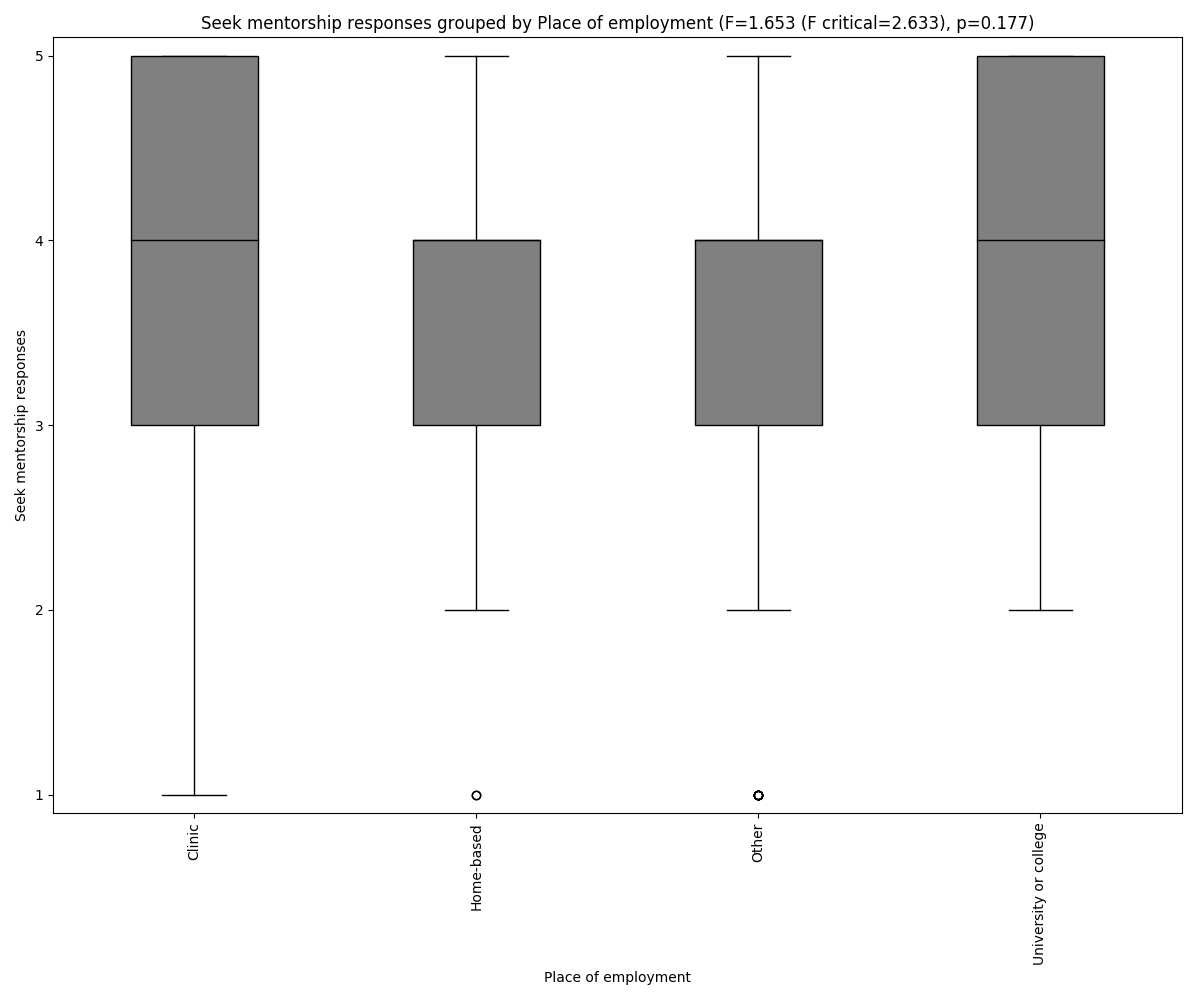 Seek mentorship responses grouped by Place of employment (F=1.653 (F critical=2.633), p=0.177)
5
4
3
2
1
Seek mentorship responses
Clinic
Home-based
Other
University or college
Place of employment